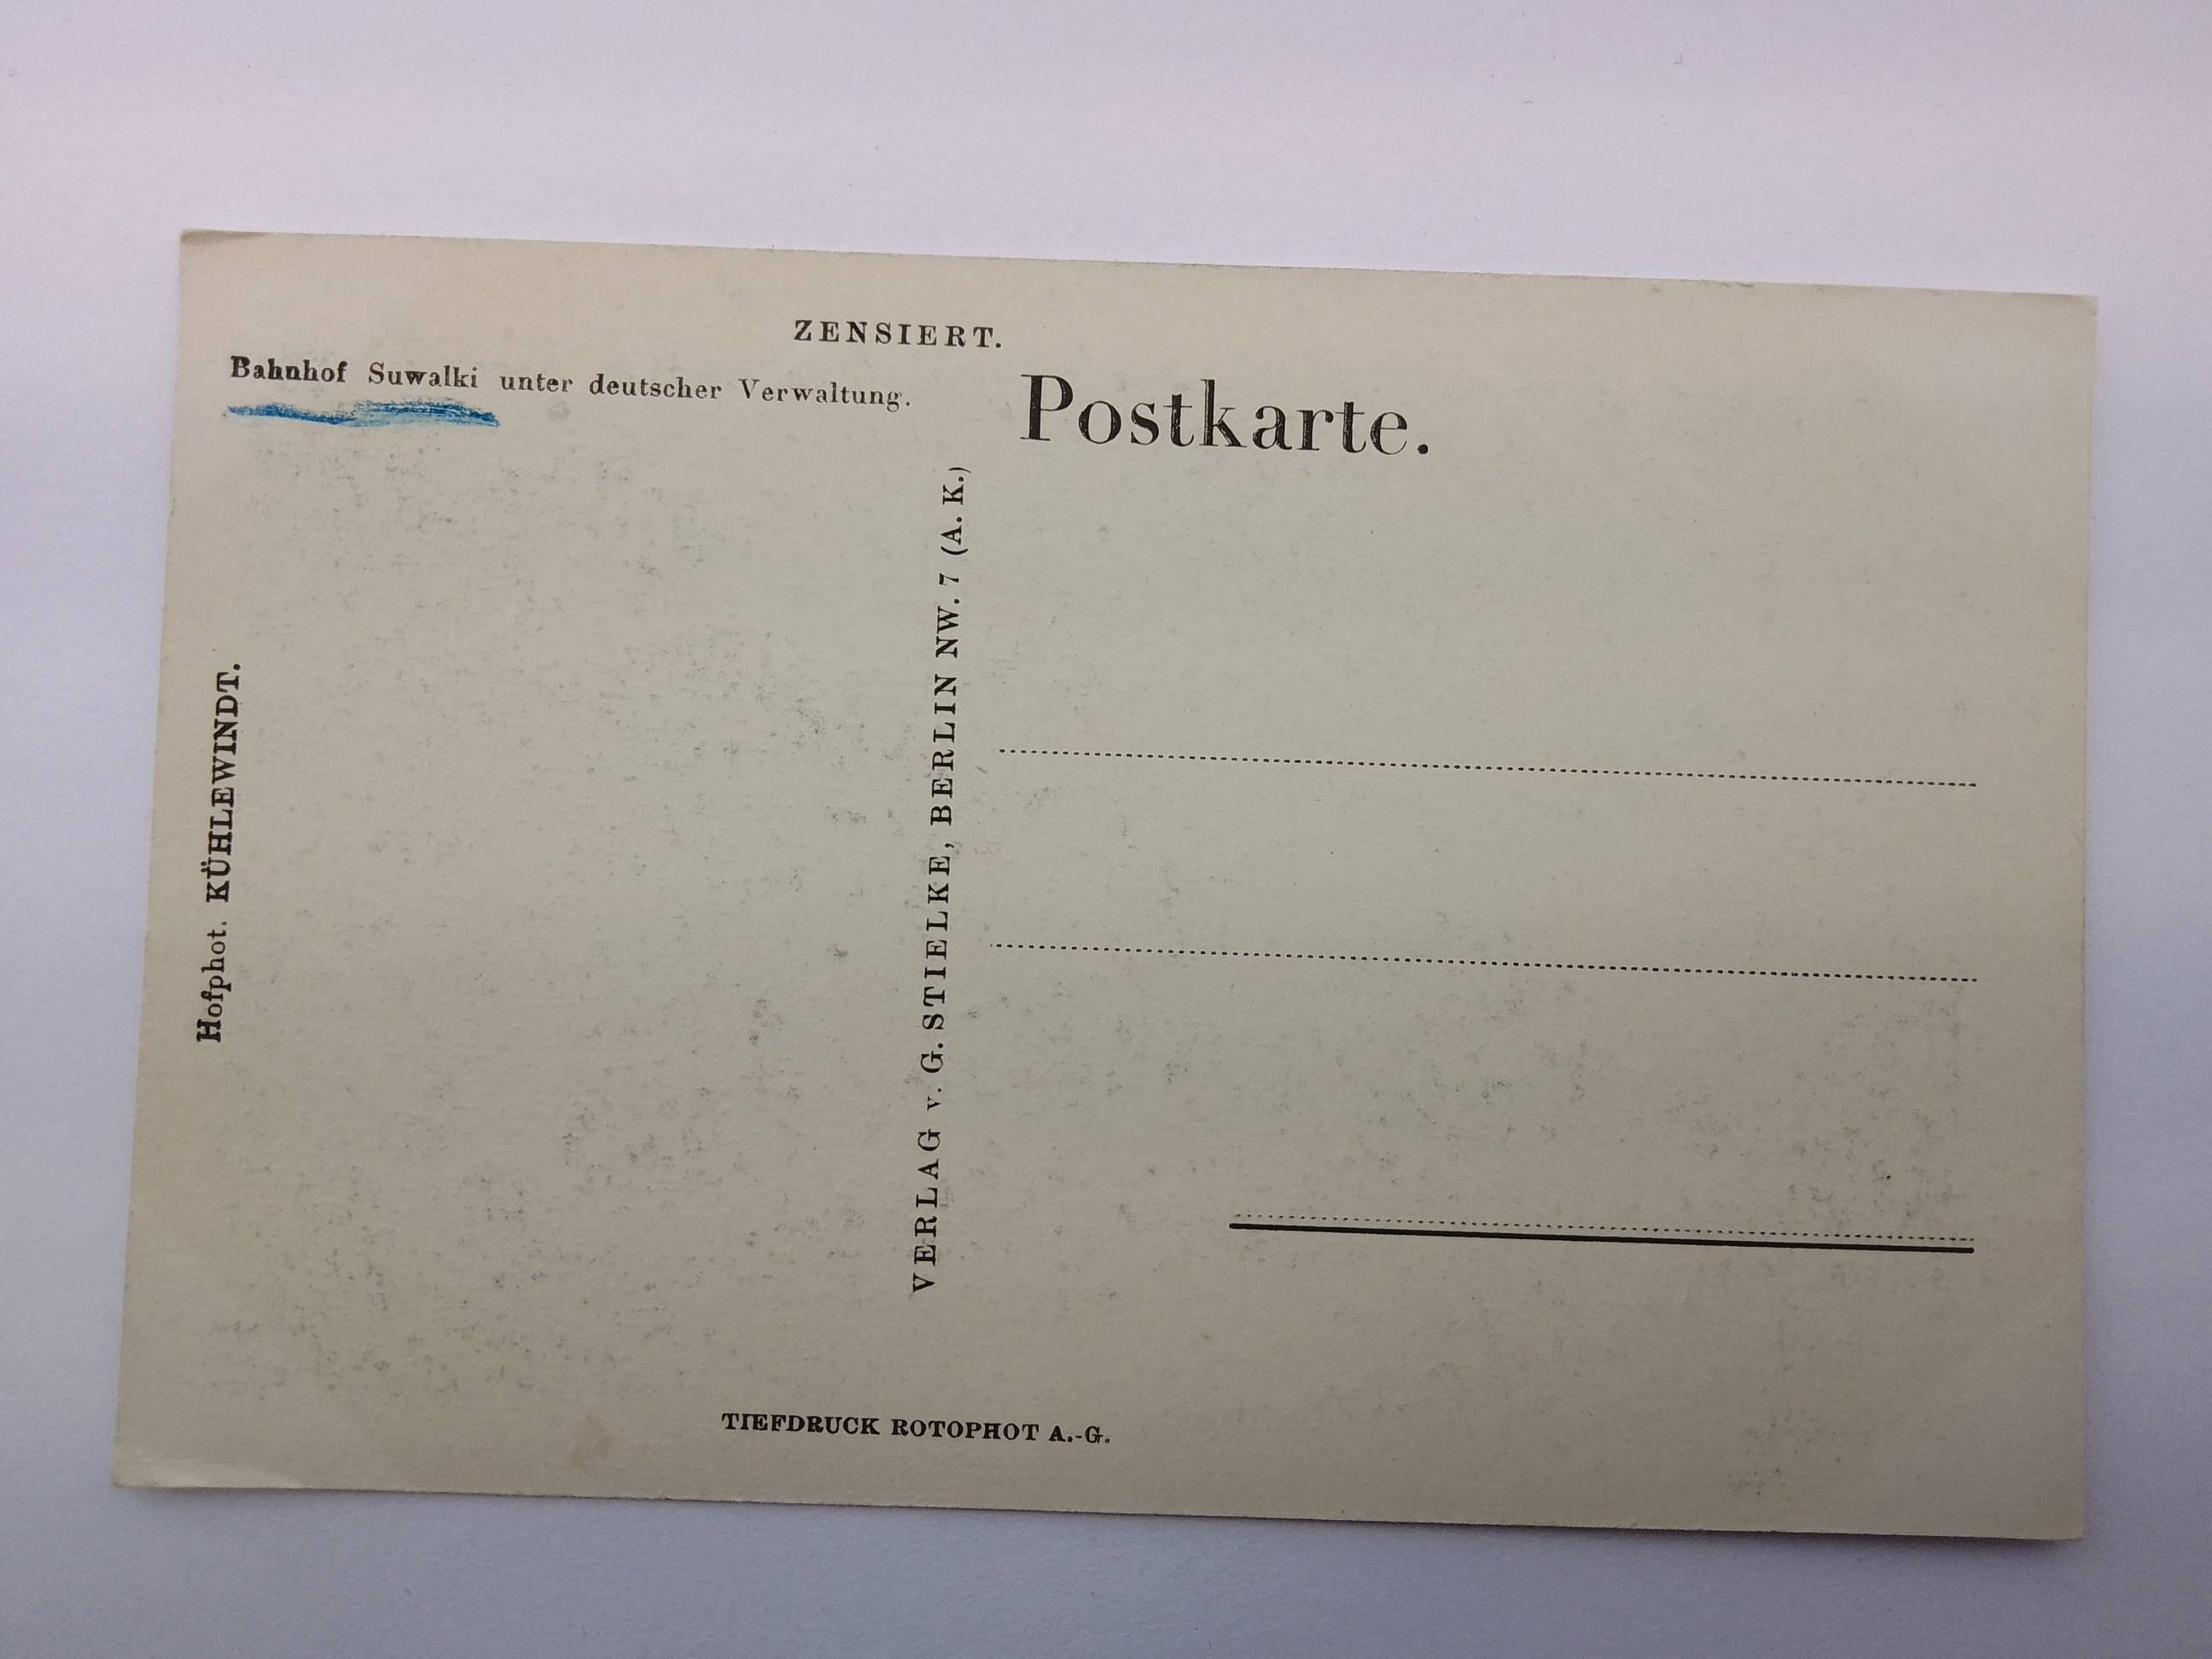 ZENSIERT.
Bahnhof Suwalki unter deutscher Verwaltung.
Postkarte.
Hofphot. KÜHLEWINDT.
VERLAG v. G. STIELKE, BERLIN NW. 7 (A. K.)
TIEFDRUCK ROTOPHOT A.-G.